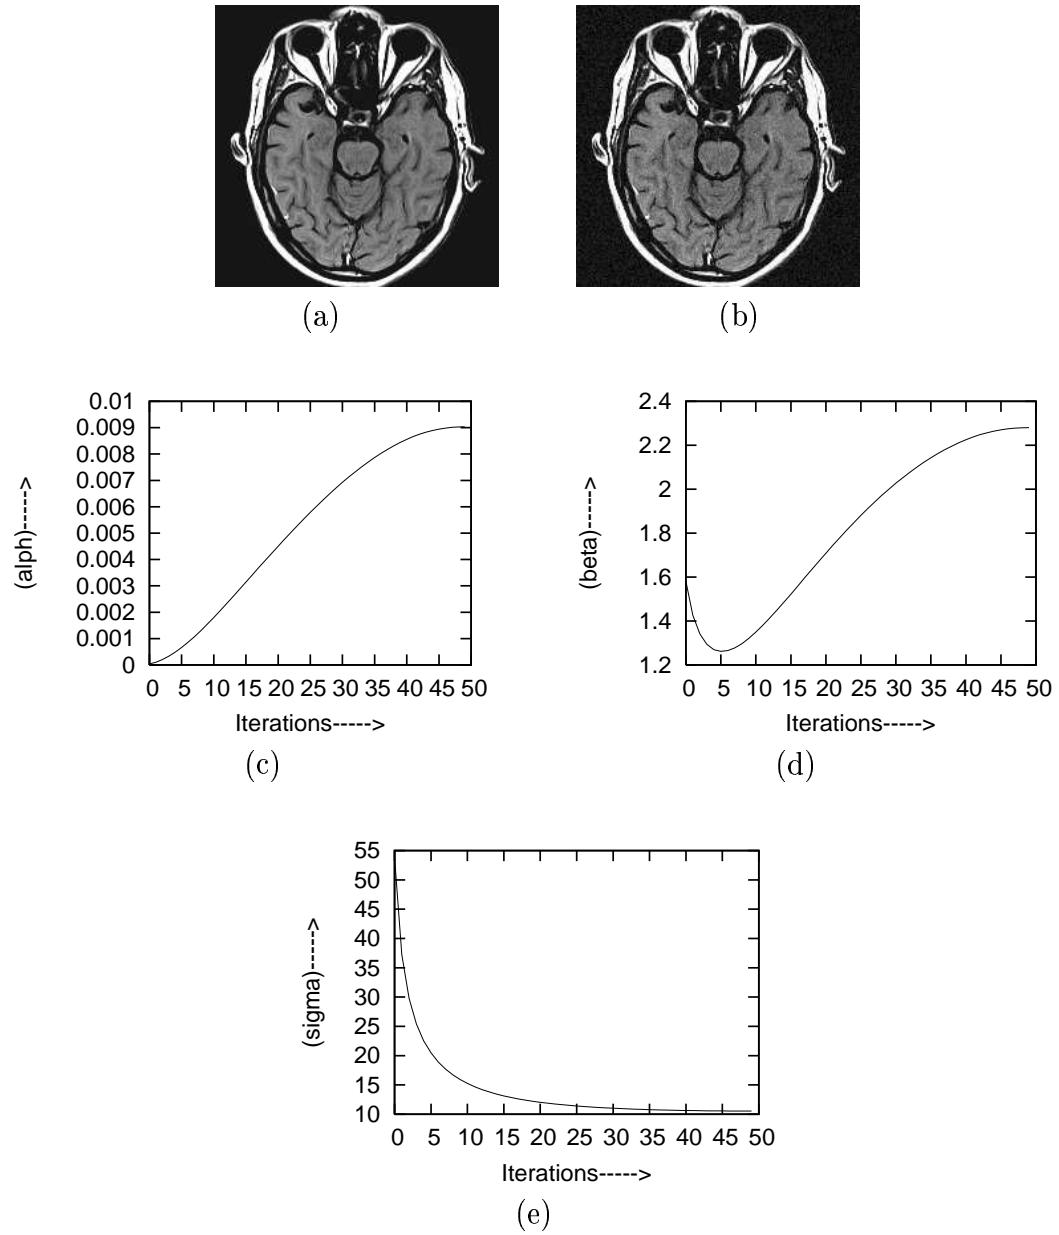 (a)
(b)
0.01
0.009
0.008
0.007
0.006
0.005
0.004
0.003
0.002
0.001
0
(alph)----->
0 5 10 15 20 25 30 35 40 45 50
Iterations----->
(c)
2.4
2.2
2
1.8
1.6
1.4
1.2
(beta)----->
0 5 10 15 20 25 30 35 40 45 50
Iterations----->
(d)
55
50
45
40
35
30
25
20
15
10
(sigma)----->
0 5 10 15 20 25 30 35 40 45 50
Iterations----->
(e)